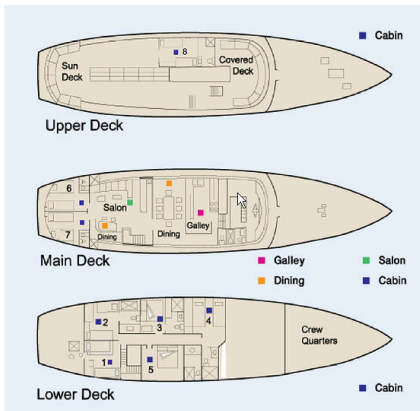 Cabin
8
Sun Deck
Covered Deck
Upper Deck
6
7
Salon
Dining
Dining
Galley
Main Deck
Galley
Salon
Dining
Cabin
2
3
4
1
5
Crew Quarters
Lower Deck
Cabin